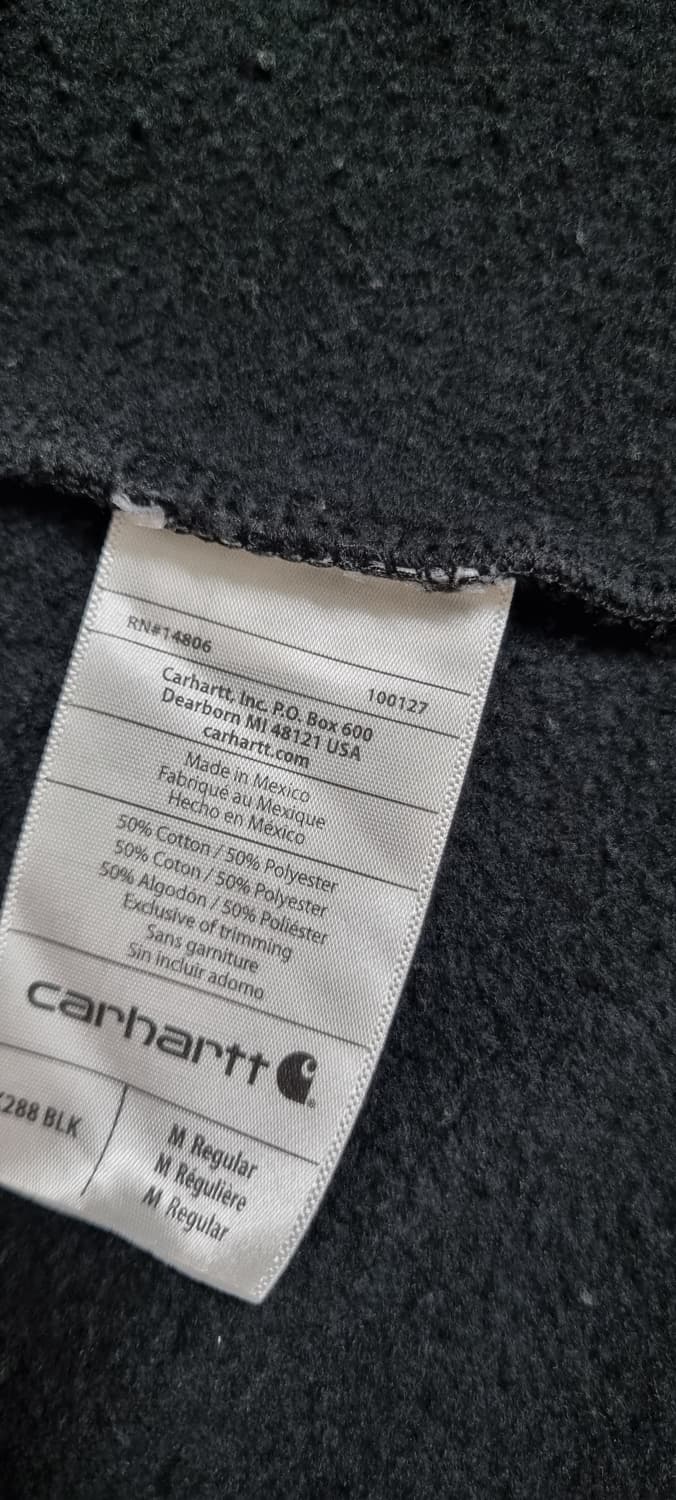 RN#14806
100127
Carhartt, Inc. P.O. Box 600
Dearborn MI 48121 USA
carhartt.com
Made in Mexico
Fabriqué au Mexique
Hecho en México
50% Cotton / 50% Polyester
50% Coton / 50% Polyester
50% Algodón / 50% Poliéster
Exclusive of trimming
Sans garniture
Sin incluir adorno
carhartt
288 BLK
M Regular
M Régulière
M Regular